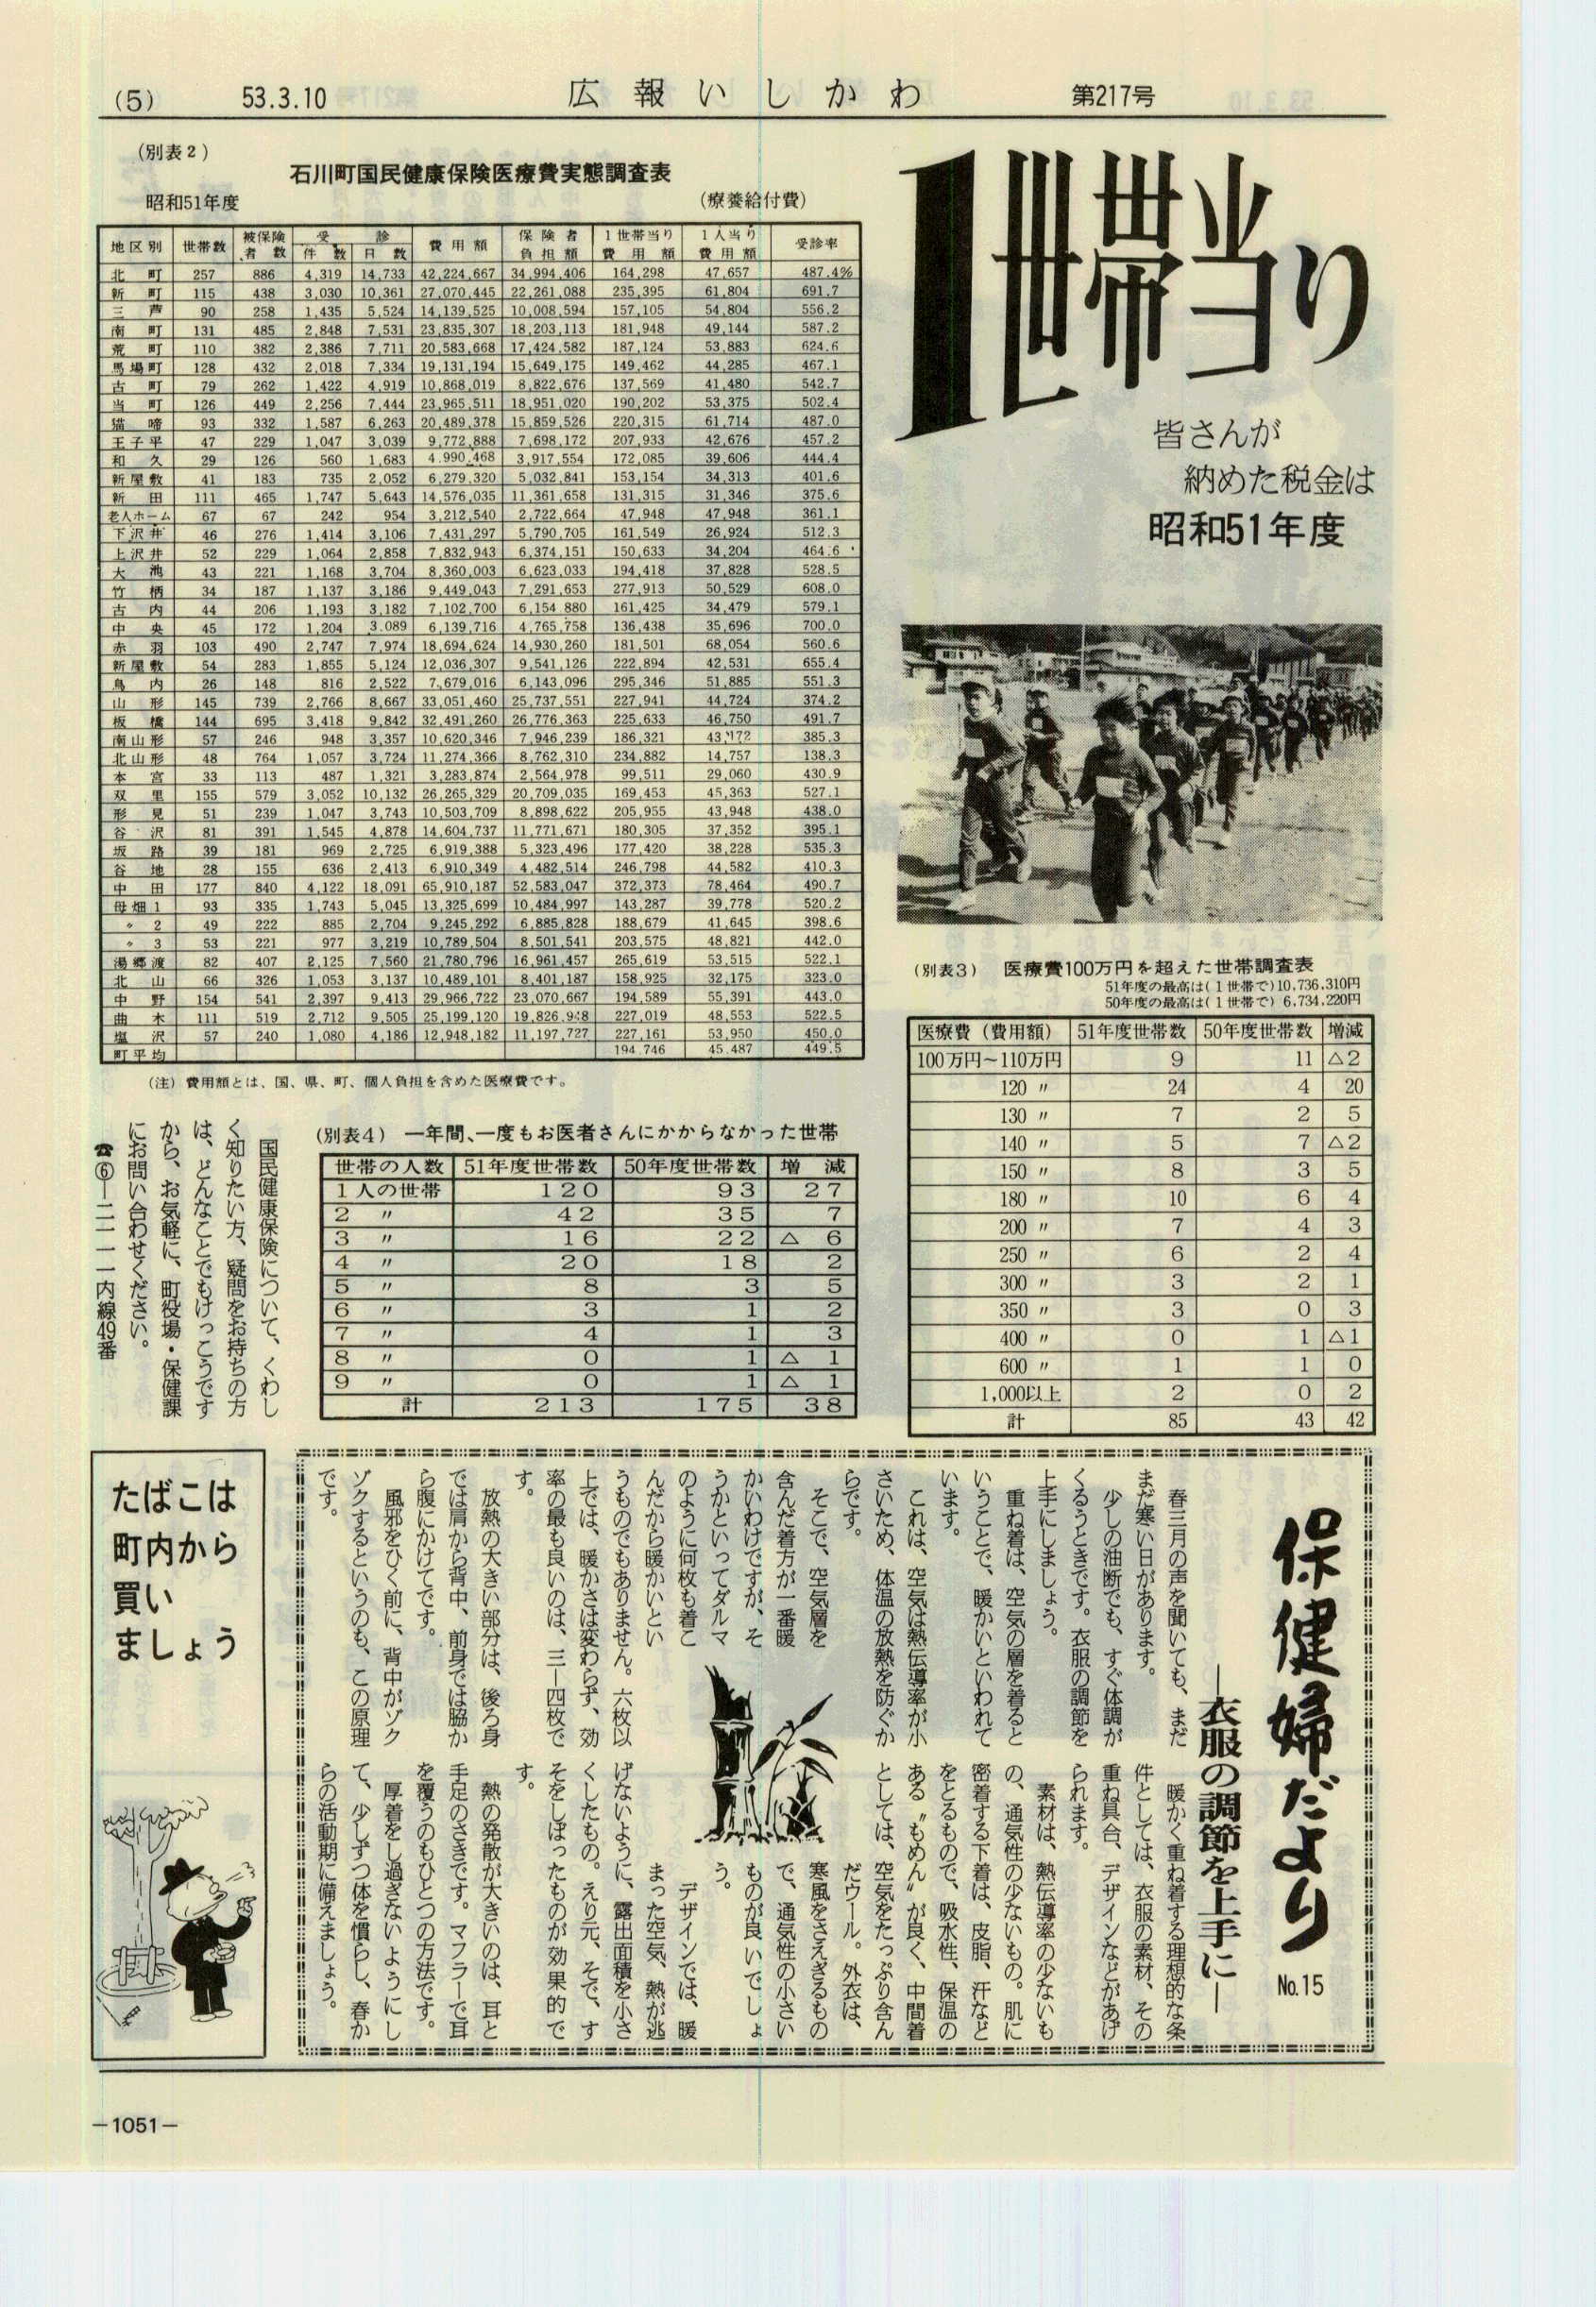 (5) 53.3.10 広報いしかわ 第217号
1世帯当り
皆さんが
納めた税金は
昭和51年度
(別表2)
石川町国民健康保険医療費実態調査表
昭和51年度 (療養給付費)
地区別 世帯数 被保険者数 受診件数 受診日数 費用額 保険者負担額 1世帯当り費用額 1人当り費用額 受診率
北町 257 886 4,319 14,733 42,224,667 34,994,406 164,298 47,657 487.4%
新町 115 438 3,030 10,361 27,070,445 22,261,088 235,395 61,804 691.7
三芦 90 258 1,435 5,524 14,139,525 10,008,594 157,105 54,804 556.2
南町 131 485 2,848 7,531 23,835,307 18,203,113 181,948 49,144 587.2
荒町 110 382 2,386 7,711 20,583,668 17,424,582 187,124 53,883 624.6
馬場町 128 432 2,018 7,334 19,131,194 15,649,175 149,462 44,285 467.1
古町 79 262 1,422 4,919 10,868,019 8,822,676 137,569 41,480 542.7
当町 126 449 2,256 7,444 23,965,511 18,951,020 190,202 53,375 502.4
猫啼 93 332 1,587 6,263 20,489,378 15,859,526 220,315 61,714 487.0
王子平 47 229 1,047 3,039 9,772,888 7,698,172 207,933 42,676 457.2
和久 29 126 560 1,683 4.990,468 3,917,554 172,085 39,606 444.4
新屋敷 41 183 735 2,052 6,279,320 5,032,841 153,154 34,313 401.6
新田 111 465 1,747 5,643 14,576,035 11,361,658 131,315 31,346 375.6
老人ホーム 67 67 242 954 3,212,540 2,722,664 47,948 47,948 361.1
下沢井 46 276 1,414 3,106 7,431,297 5,790,705 161,549 26,924 512.3
上沢井 52 229 1,064 2,858 7,832,943 6,374,151 150,633 34,204 464.6
大池 43 221 1,168 3,704 8,360,003 6,623,033 194,418 37,828 528.5
竹柄 34 187 1,137 3,186 9,449,043 7,291,653 277,913 50,529 608.0
古内 44 206 1,193 3,182 7,102,700 6,154,880 161,425 34,479 579.1
中央 45 172 1,204 3.089 6,139,716 4,765,758 136,438 35,696 700.0
赤羽 103 490 2,747 7,974 18,694,624 14,930,260 181,501 68,054 560.6
新屋敷 54 283 1,855 5,124 12,036,307 9,541,126 222,894 42,531 655.4
鳥内 26 148 816 2,522 7,679,016 6,143,096 295,346 51,885 551.3
山形 145 739 2,766 8,667 33,051,460 25,737,551 227,941 44,724 374.2
板橋 144 695 3,418 9,842 32,491,260 26,776,363 225,633 46,750 491.7
南山形 57 246 948 3,357 10,620,346 7,946,239 186,321 43,172 385.3
北山形 48 764 1,057 3,724 11,274,366 8,762,310 234,882 14,757 138.3
本宮 33 113 487 1,321 3,283,874 2,564,978 99,511 29,060 430.9
双里 155 579 3,052 10,132 26,265,329 20,709,035 169,453 45,363 527.1
形見 51 239 1,047 3,743 10,503,709 8,898,622 205,955 43,948 438.0
谷沢 81 391 1,545 4,878 14,604,737 11,771,671 180,305 37,352 395.1
坂路 39 181 969 2,725 6,919,388 5,323,496 177,420 38,228 535.3
谷地 28 155 636 2,413 6,910,349 4,482,514 246,798 44,582 410.3
中田 177 840 4,122 18,091 65,910,187 52,583,047 372,373 78,464 490.7
母畑1 93 335 1,743 5,045 13,325,699 10,484,997 143,287 39,778 520.2
〃2 49 222 885 2,704 9,245,292 6,885,828 188,679 41,645 398.6
〃3 53 221 977 3,219 10,789,504 8,501,541 203,575 48,821 442.0
湯郷渡 82 407 2,125 7,560 21,780,796 16,961,457 265,619 53,515 522.1
北山 66 326 1,053 3,137 10,489,101 8,401,187 158,925 32,175 323.0
中野 154 541 2,397 9,413 29,966,722 23,070,667 194,589 55,391 443.0
曲木 111 519 2,712 9,505 25,199,120 19,826,948 227,019 48,553 522.5
塩沢 57 240 1,080 4,186 12,948,182 11,197,727 227,161 53,950 450.0
町平均 194.746 45.487 449.5
(注) 費用額とは、国、県、町、個人負担を含めた医療費です。
(別表3) 医療費100万円を超えた世帯調査表
51年度の最高は(1世帯で)10,736,310円
50年度の最高は(1世帯で) 6,734,220円
医療費(費用額) 51年度世帯数 50年度世帯数 増減
100万円～110万円 9 11 △2
120 〃 24 4 20
130 〃 7 2 5
140 〃 5 7 △2
150 〃 8 3 5
180 〃 10 6 4
200 〃 7 4 3
250 〃 6 2 4
300 〃 3 2 1
350 〃 3 0 3
400 〃 0 1 △1
600 〃 1 1 0
1,000以上 2 0 2
計 85 43 42
(別表4) 一年間、一度もお医者さんにかからなかった世帯
世帯の人数 51年度世帯数 50年度世帯数 増減
1人の世帯 120 93 27
2 〃 42 35 7
3 〃 16 22 △ 6
4 〃 20 18 2
5 〃 8 3 5
6 〃 3 1 2
7 〃 4 1 3
8 〃 0 1 △ 1
9 〃 0 1 △ 1
計 213 175 38
国民健康保険について、くわし
く知りたい方、疑問をお持ちの方
は、どんなことでもけっこうです
から、お気軽に、町役場・保健課
にお問い合わせください。
☎⑥―二一一一内線49番
保健婦だより No.15
―衣服の調節を上手に―
春三月の声を聞いても、まだ
まだ寒い日があります。
少しの油断でも、すぐ体調が
くるうときです。衣服の調節を
上手にしましょう。
重ね着は、空気の層を着ると
いうことで、暖かいといわれて
います。
これは、空気は熱伝導率が小
さいため、体温の放熱を防ぐか
らです。
そこで、空気層を
含んだ着方が一番暖
かいわけですが、そ
うかといってダルマ
のように何枚も着こ
んだから暖かいとい
うものでもありません。六枚以
上では、暖かさは変わらず、効
率の最も良いのは、三―四枚で
す。
放熱の大きい部分は、後ろ身
では肩から背中、前身では脇か
ら腹にかけてです。
風邪をひく前に、背中がゾク
ゾクするというのも、この原理
です。
暖かく重ね着する理想的な条
件としては、衣服の素材、その
重ね具合、デザインなどがあげ
られます。
素材は、熱伝導率の少ないも
の、通気性の少ないもの。肌に
密着する下着は、皮脂、汗など
をとるもので、吸水性、保温の
ある〝もめん〟が良く、中間着
としては、空気をたっぷり含ん
だウール。外衣は、
寒風をさえぎるもの
で、通気性の小さい
ものが良いでしょ
う。
デザインでは、暖
まった空気、熱が逃
げないように、露出面積を小さ
くしたもの。えり元、そで、す
そをしぼったものが効果的で
す。
熱の発散が大きいのは、耳と
手足のさきです。マフラーで耳
を覆うのもひとつの方法です。
厚着をし過ぎないようにし
て、少しずつ体を慣らし、春か
らの活動期に備えましょう。
たばこは
町内から
買い
ましょう
―1051―